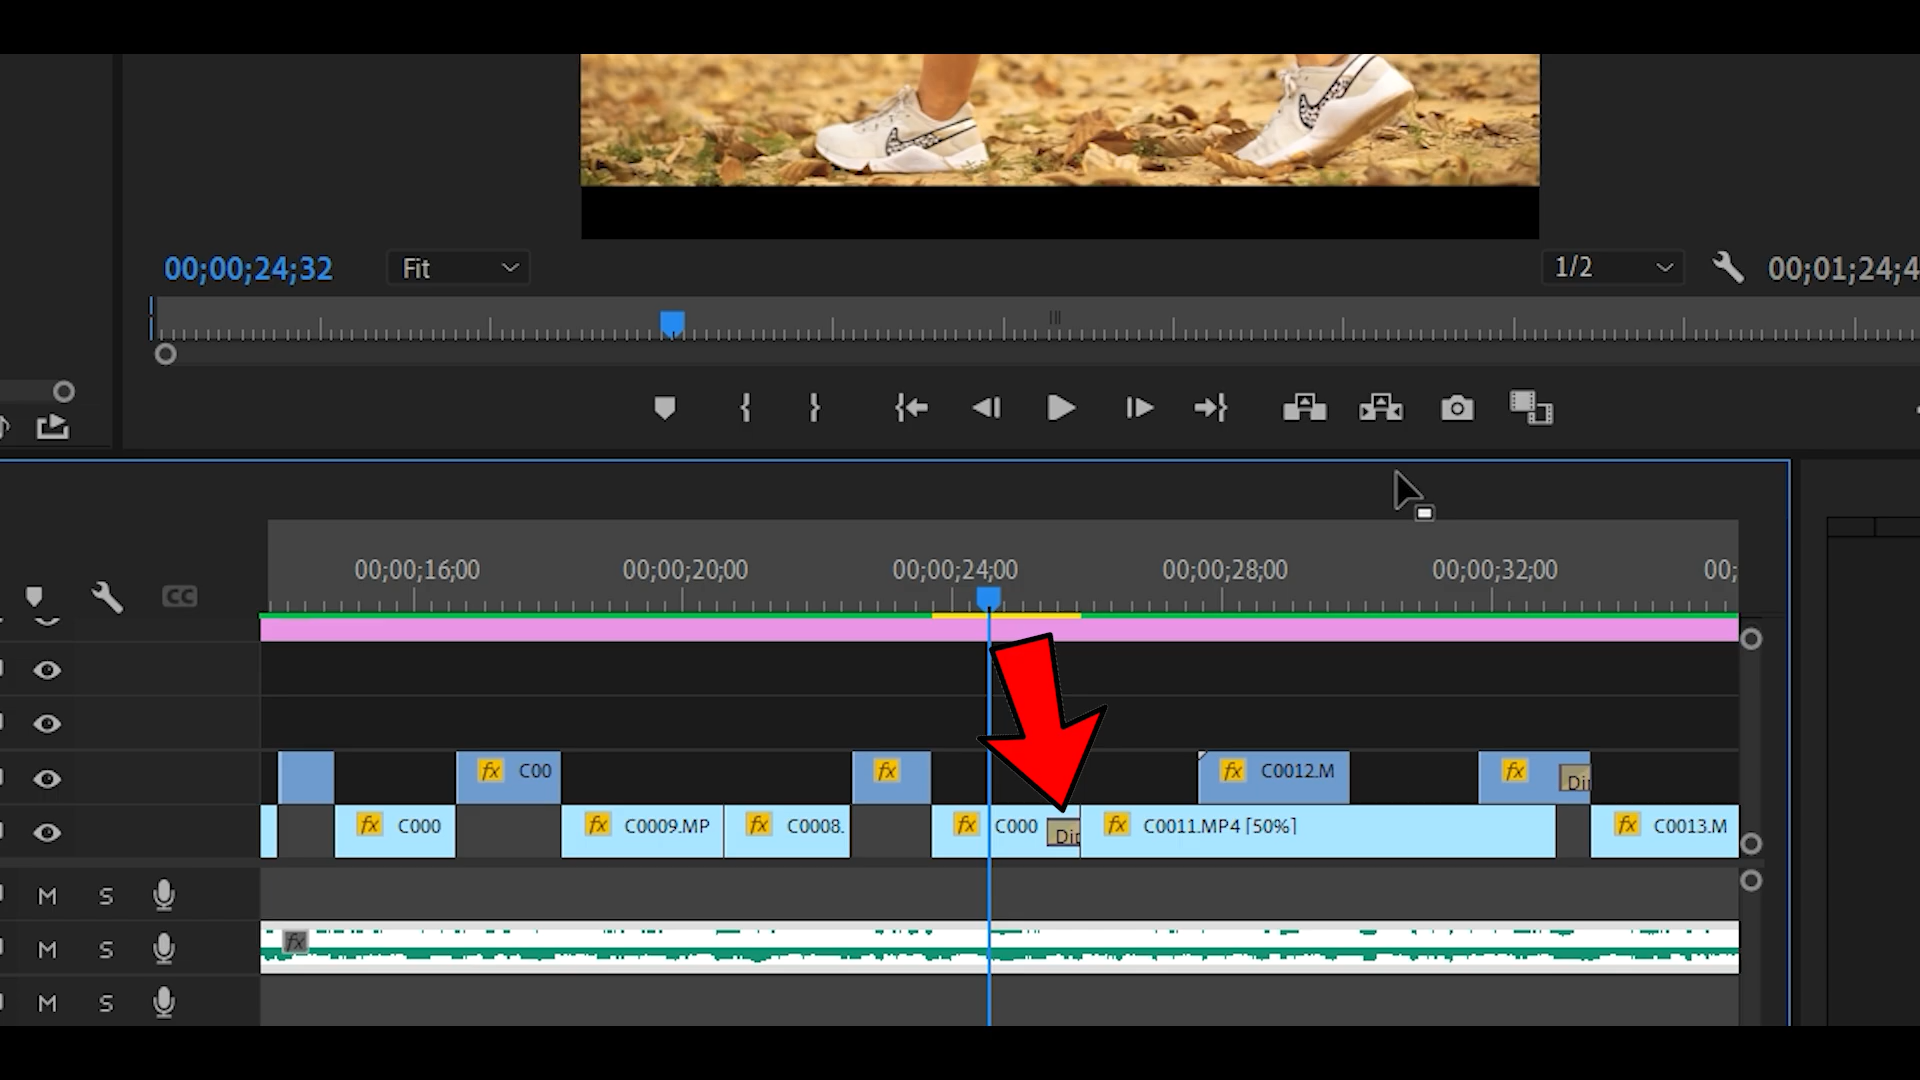 00;00;24;32
Fit
1/2
00;01;24;4
00;00;16;00
00;00;20;00
00;00;24;00
00;00;28;00
00;00;32;00
00;
CC
fx C00
fx
fx C0012.M
fx Di
fx C000
fx C0009.MP
fx C0008.
fx C000
Dir
fx C0011.MP4 [50%]
fx C0013.M
M S
fx
M S
M S